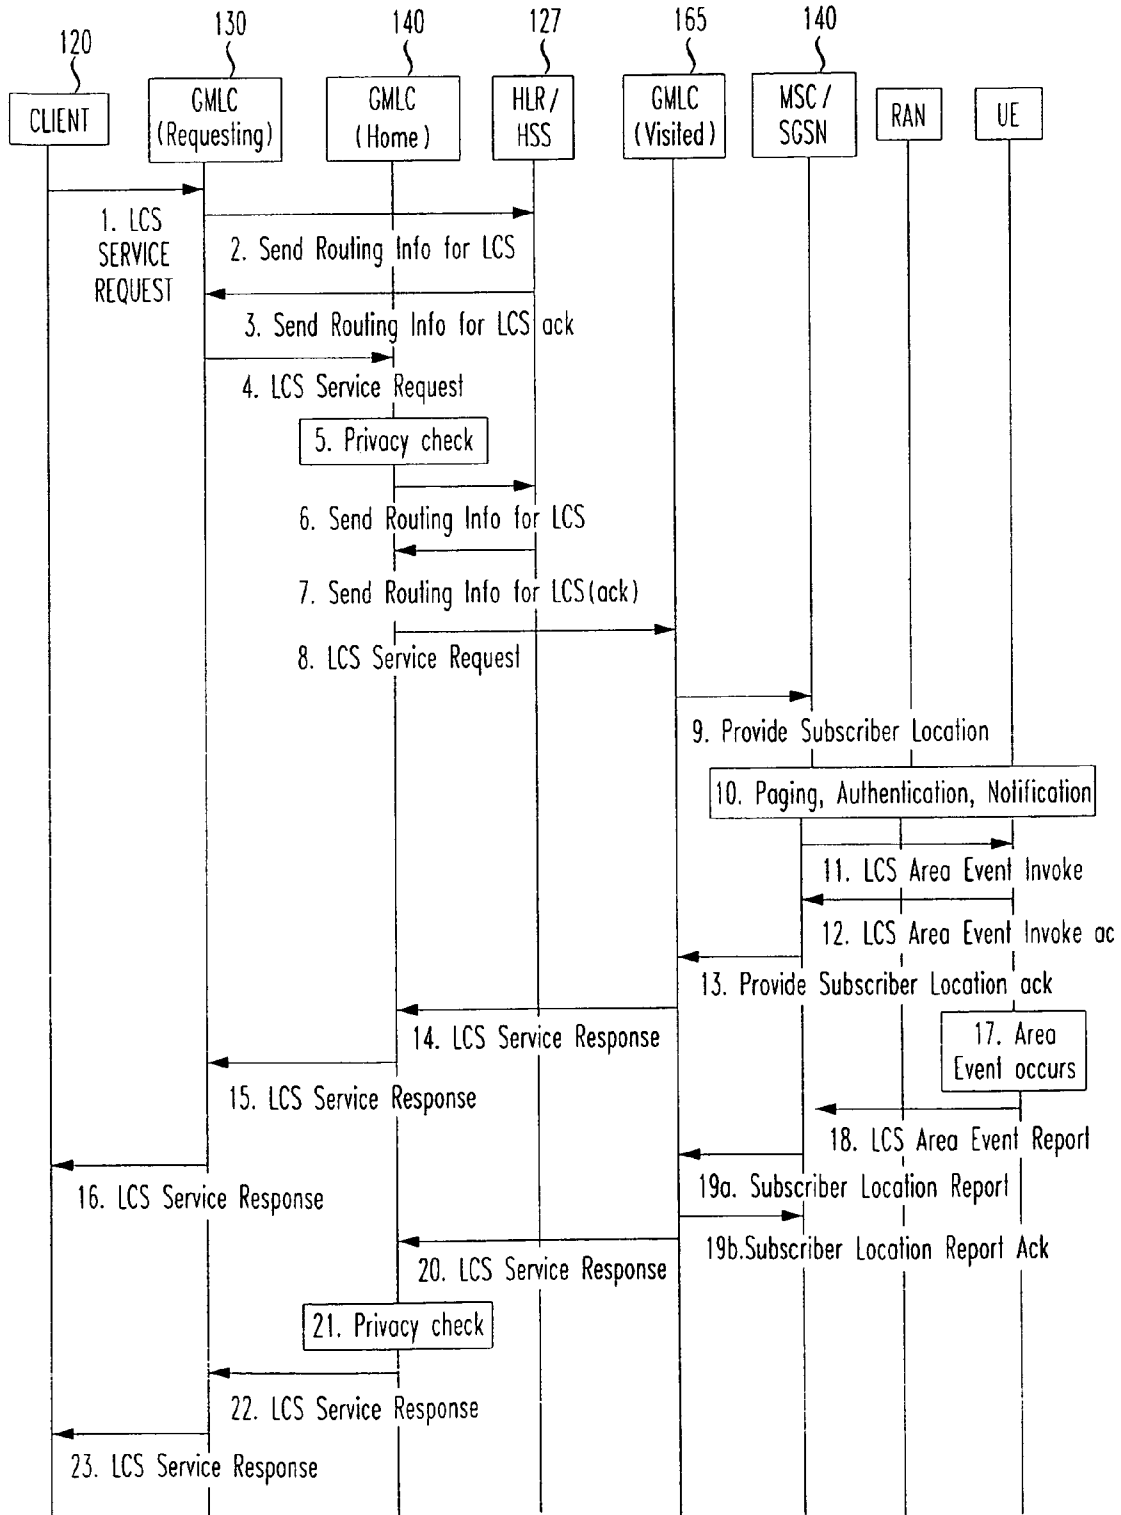 120
130
140
127
165
140
CLIENT
GMLC
(Requesting)
GMLC
(Home)
HLR/
HSS
GMLC
(Visited)
MSC/
SGSN
RAN
UE
1. LCS
SERVICE
REQUEST
2. Send Routing Info for LCS
3. Send Routing Info for LCS ack
4. LCS Service Request
5. Privacy check
6. Send Routing Info for LCS
7. Send Routing Info for LCS(ack)
8. LCS Service Request
9. Provide Subscriber Location
10. Paging, Authentication, Notification
11. LCS Area Event Invoke
12. LCS Area Event Invoke ac
13. Provide Subscriber Location ack
14. LCS Service Response
15. LCS Service Response
16. LCS Service Response
17. Area
Event occurs
18. LCS Area Event Report
19a. Subscriber Location Report
19b.Subscriber Location Report Ack
20. LCS Service Response
21. Privacy check
22. LCS Service Response
23. LCS Service Response